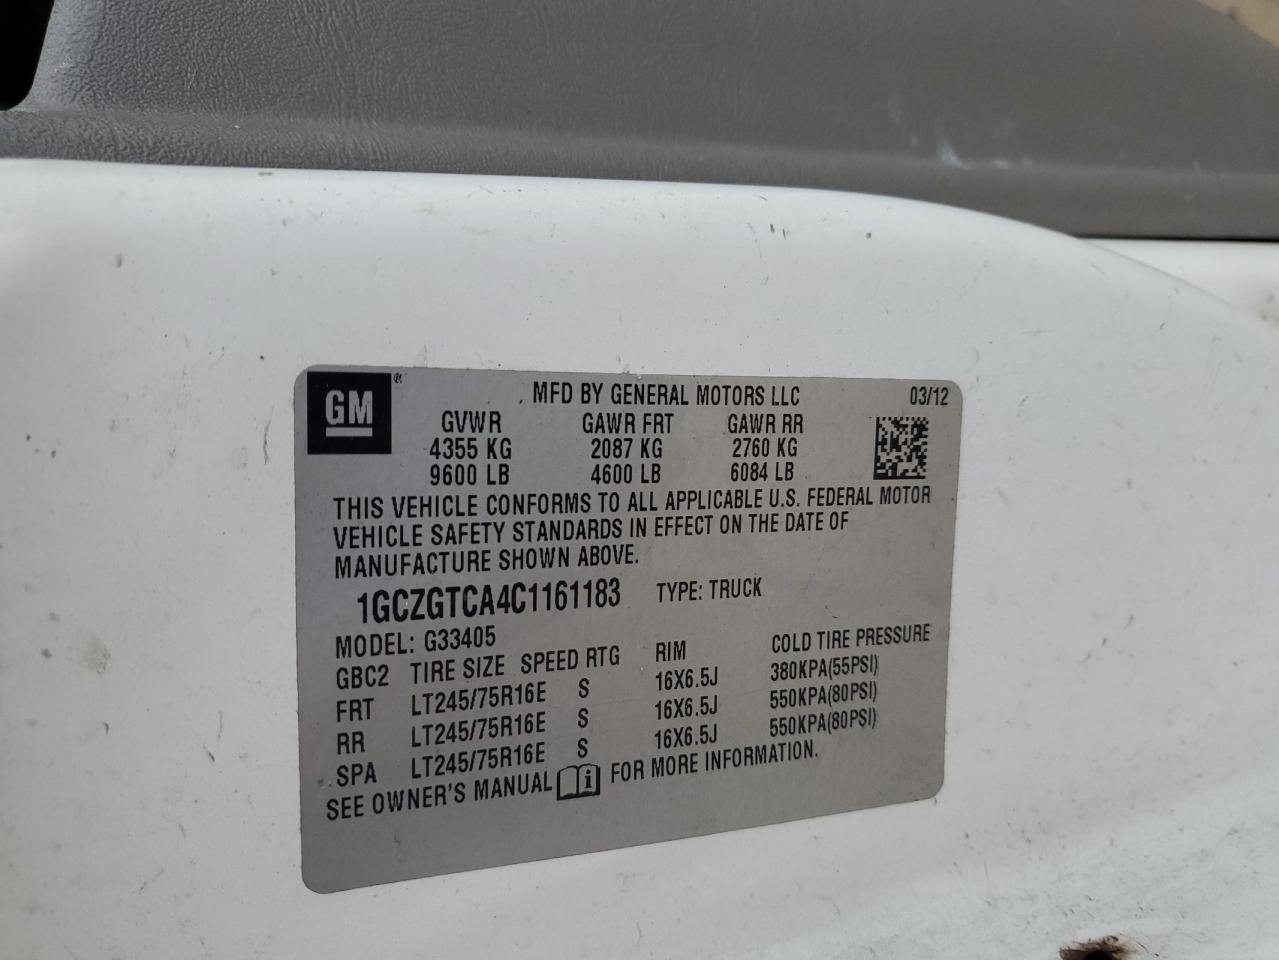 GM® MFD BY GENERAL MOTORS LLC 03/12
GVWR GAWR FRT GAWR RR
4355 KG 2087 KG 2760 KG
9600 LB 4600 LB 6084 LB
THIS VEHICLE CONFORMS TO ALL APPLICABLE U.S. FEDERAL MOTOR
VEHICLE SAFETY STANDARDS IN EFFECT ON THE DATE OF
MANUFACTURE SHOWN ABOVE.
1GCZGTCA4C1161183 TYPE: TRUCK
MODEL: G33405
GBC2 TIRE SIZE SPEED RTG RIM COLD TIRE PRESSURE
FRT LT245/75R16E S 16X6.5J 380KPA(55PSI)
RR LT245/75R16E S 16X6.5J 550KPA(80PSI)
SPA LT245/75R16E S 16X6.5J 550KPA(80PSI)
SEE OWNER'S MANUAL i FOR MORE INFORMATION.